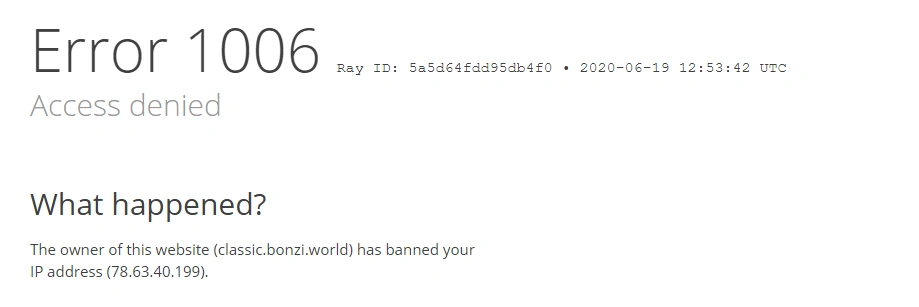 Error 1006 Ray ID: 5a5d64fdd95db4f0 • 2020-06-19 12:53:42 UTC
Access denied
What happened?
The owner of this website (classic.bonzi.world) has banned your
IP address (78.63.40.199).